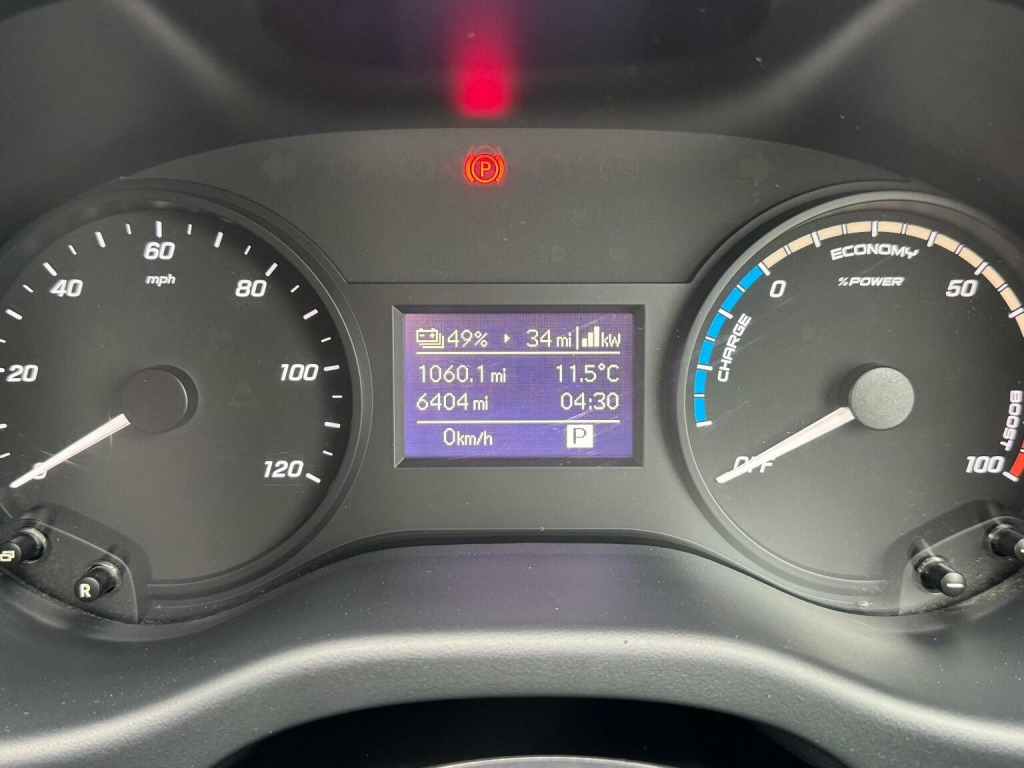 P
60
mph
40
80
20
100
0
120
R
49% 34 mi kW
1060.1 mi 11.5°C
6404 mi 04:30
0km/h P
ECONOMY
% POWER
0
50
CHARGE
OFF
BOOST
100